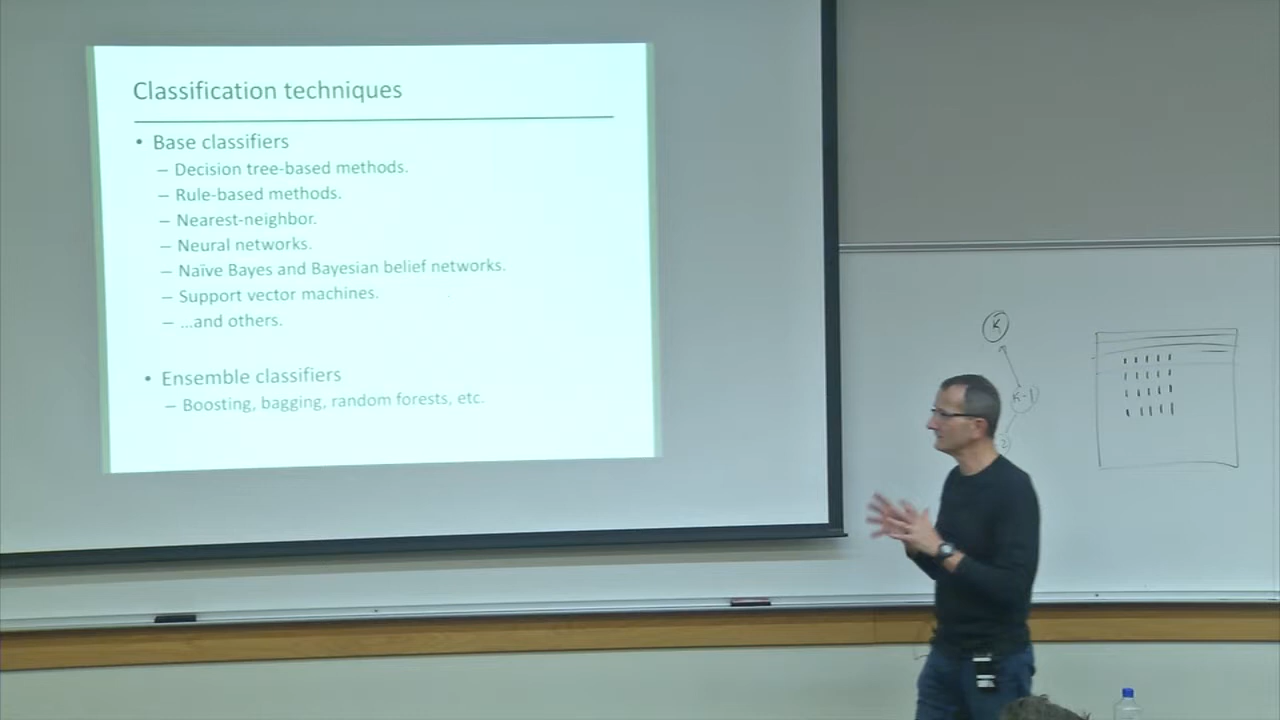 Classification techniques
• Base classifiers
– Decision tree-based methods.
– Rule-based methods.
– Nearest-neighbor.
– Neural networks.
– Naïve Bayes and Bayesian belief networks.
– Support vector machines.
– …and others.
• Ensemble classifiers
– Boosting, bagging, random forests, etc.
K
K-1
2